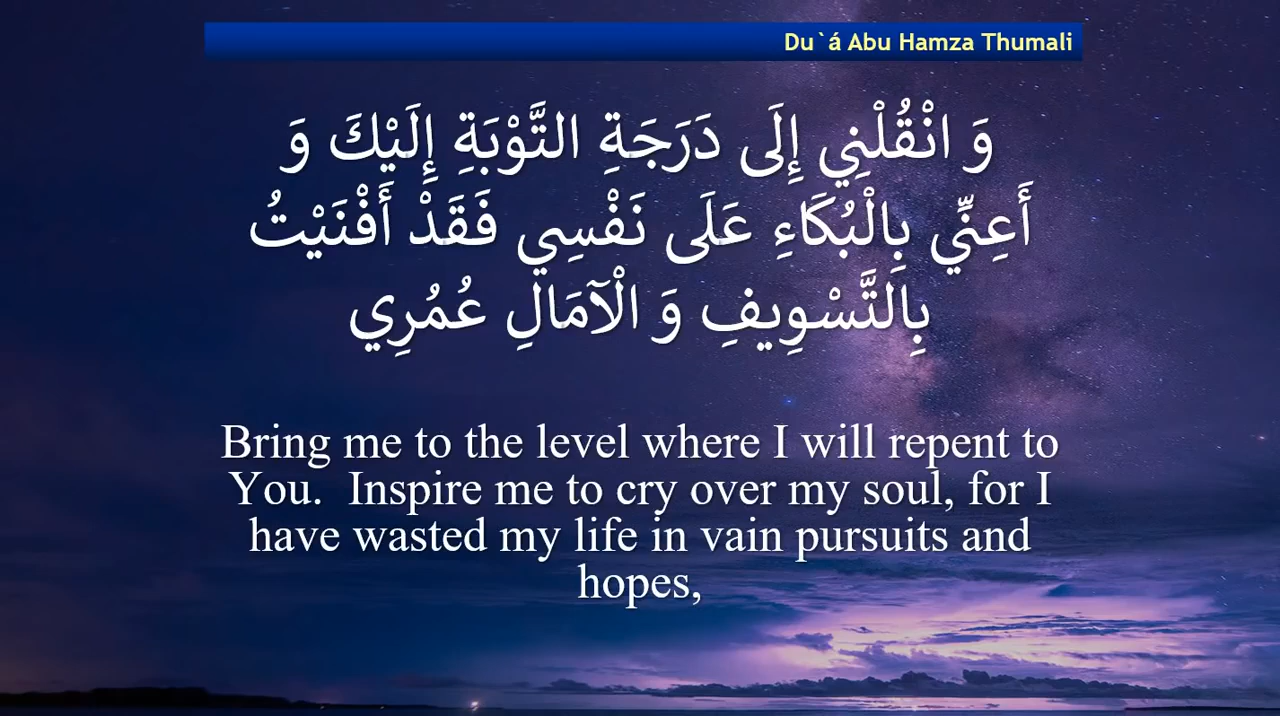 Du`á Abu Hamza Thumali
وَ انْقُلْنِي إِلَى دَرَجَةِ التَّوْبَةِ إِلَيْكَ وَ
أَعِنِّي بِالْبُكَاءِ عَلَى نَفْسِي فَقَدْ أَفْنَيْتُ
بِالتَّسْوِيفِ وَ الْآمَالِ عُمُرِي
Bring me to the level where I will repent to
You.  Inspire me to cry over my soul, for I
have wasted my life in vain pursuits and
hopes,